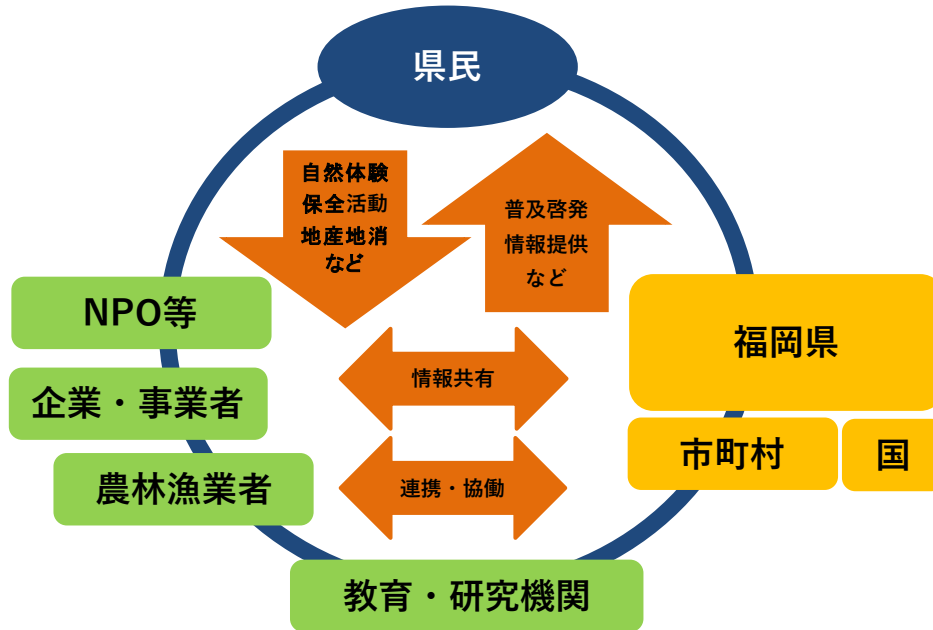 県民
自然体験
保全活動
地産地消
など
普及啓発
情報提供
など
NPO等
企業・事業者
農林漁業者
情報共有
連携・協働
福岡県
市町村
国
教育・研究機関